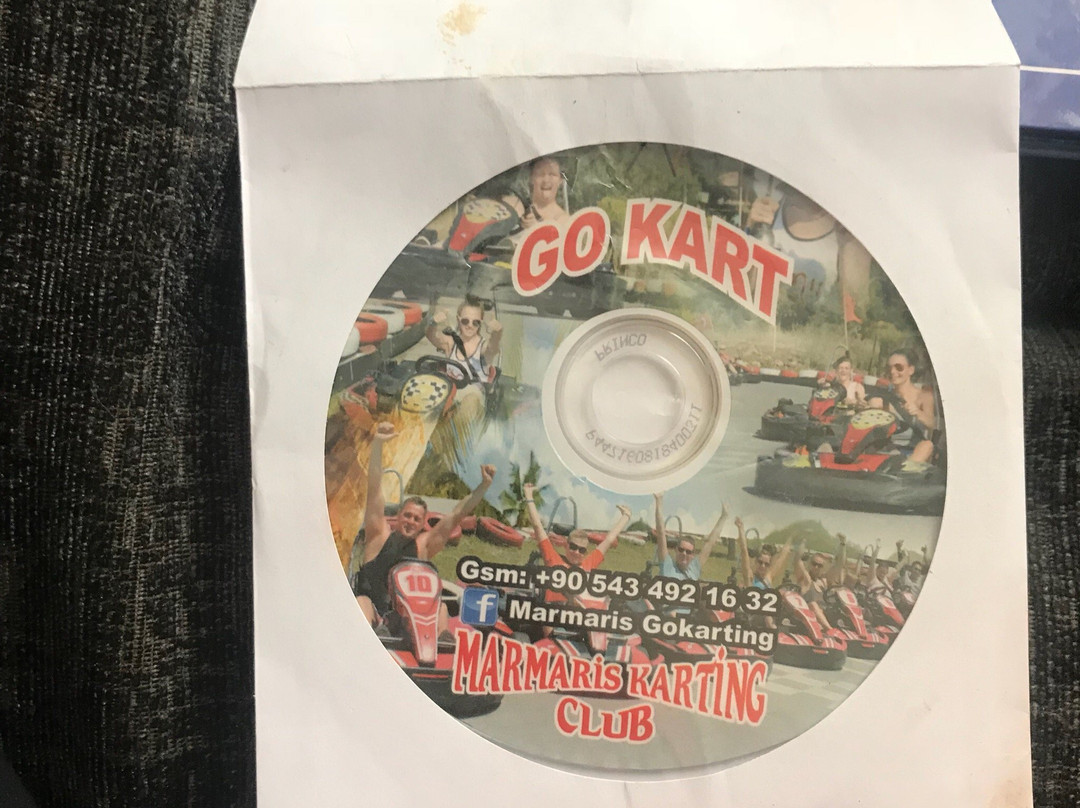 GO KART
PRINCO
10
Gsm: +90 543 492 16 32
f Marmaris Gokarting
MARMARiS KARTiNG
CLUB